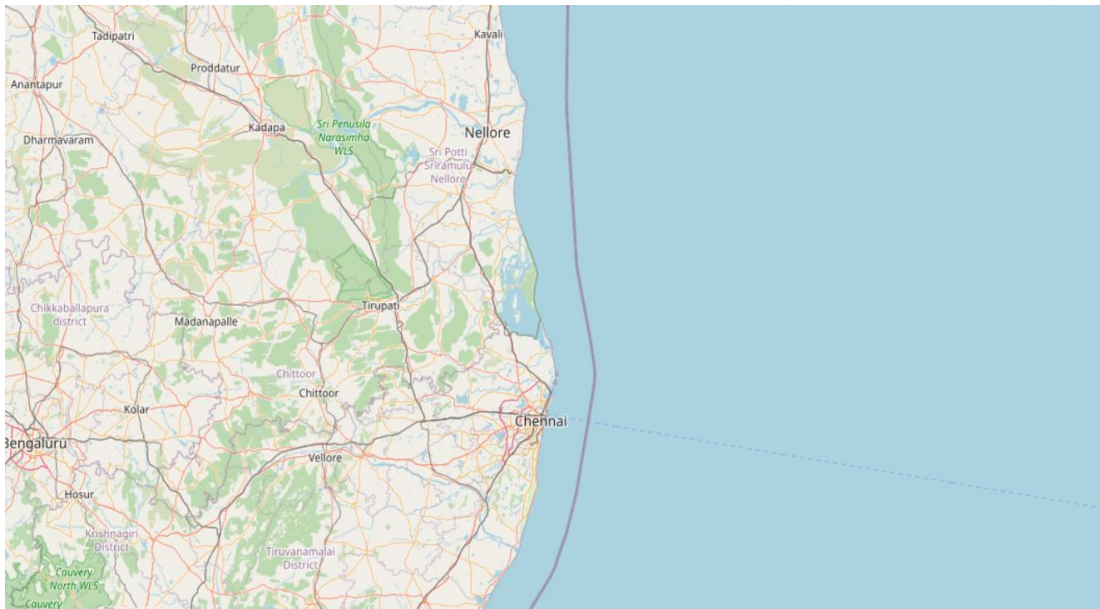 Kavali
Tadipatri
Proddatur
Anantapur
Kadapa
Sri Penusila
Narasimha
WLS
Nellore
Dharmavaram
Sri Potti
Sriramulu
Nellore
Tirupati
Chikkaballapura
district
Madanapalle
Chittoor
Chittoor
Kolar
Chennai
Bengaluru
Vellore
Hosur
Krishnagiri
District
Tiruvanamalai
District
Cauvery
North WLS
Cauvery